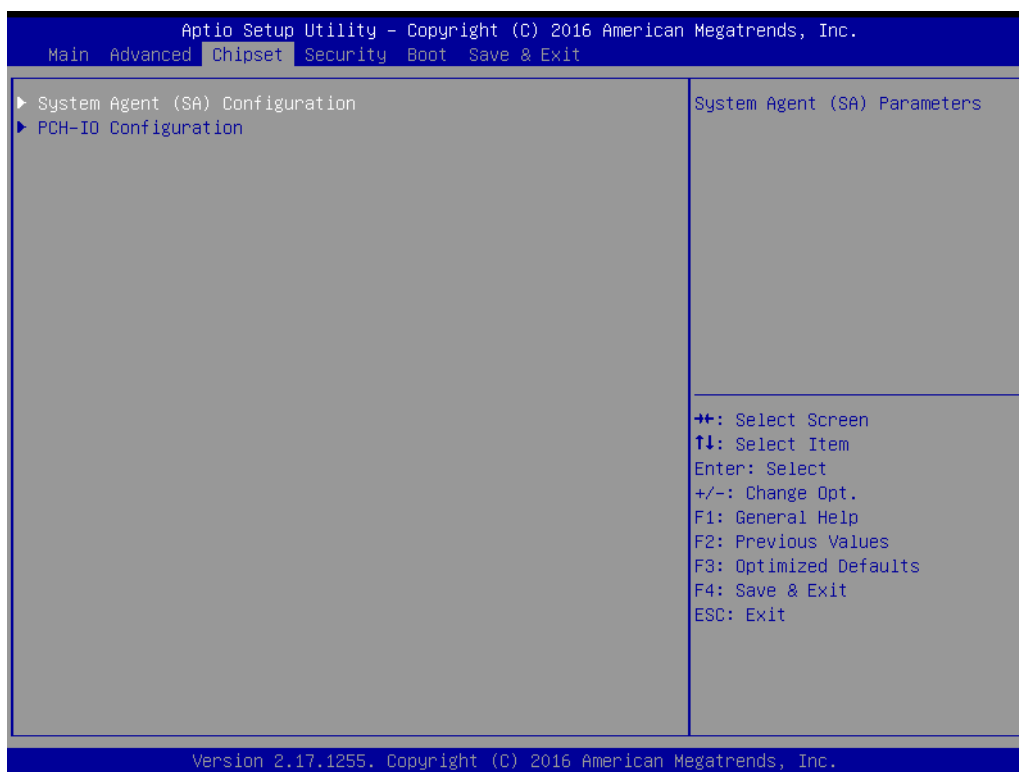 Aptio Setup Utility – Copyright (C) 2016 American Megatrends, Inc.
Main Advanced Chipset Security Boot Save & Exit
▶ System Agent (SA) Configuration
▶ PCH-IO Configuration
System Agent (SA) Parameters
→←: Select Screen
↑↓: Select Item
Enter: Select
+/-: Change Opt.
F1: General Help
F2: Previous Values
F3: Optimized Defaults
F4: Save & Exit
ESC: Exit
Version 2.17.1255. Copyright (C) 2016 American Megatrends, Inc.